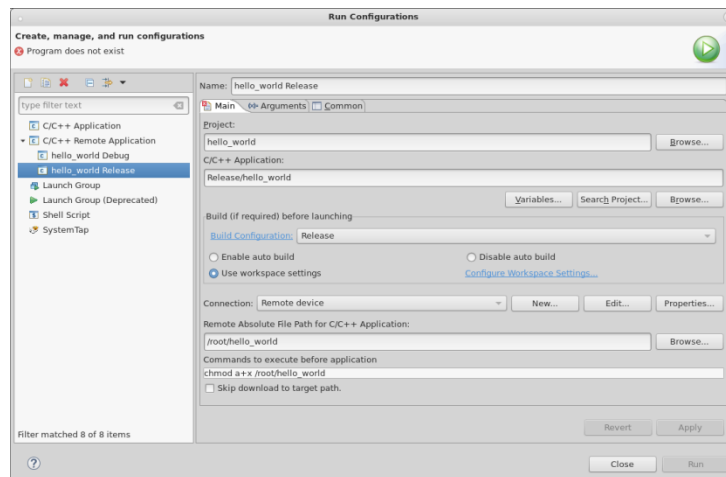 Run Configurations
Create, manage, and run configurations
Program does not exist
type filter text
C/C++ Application
C/C++ Remote Application
hello_world Debug
hello_world Release
Launch Group
Launch Group (Deprecated)
Shell Script
SystemTap
Filter matched 8 of 8 items
Name: hello_world Release
Main Arguments Common
Project:
hello_world Browse...
C/C++ Application:
Release/hello_world
Variables... Search Project... Browse...
Build (if required) before launching
Build Configuration: Release
Enable auto build Disable auto build
Use workspace settings Configure Workspace Settings...
Connection: Remote device New... Edit... Properties...
Remote Absolute File Path for C/C++ Application:
/root/hello_world Browse...
Commands to execute before application
chmod a+x /root/hello_world
Skip download to target path.
Revert Apply
? Close Run